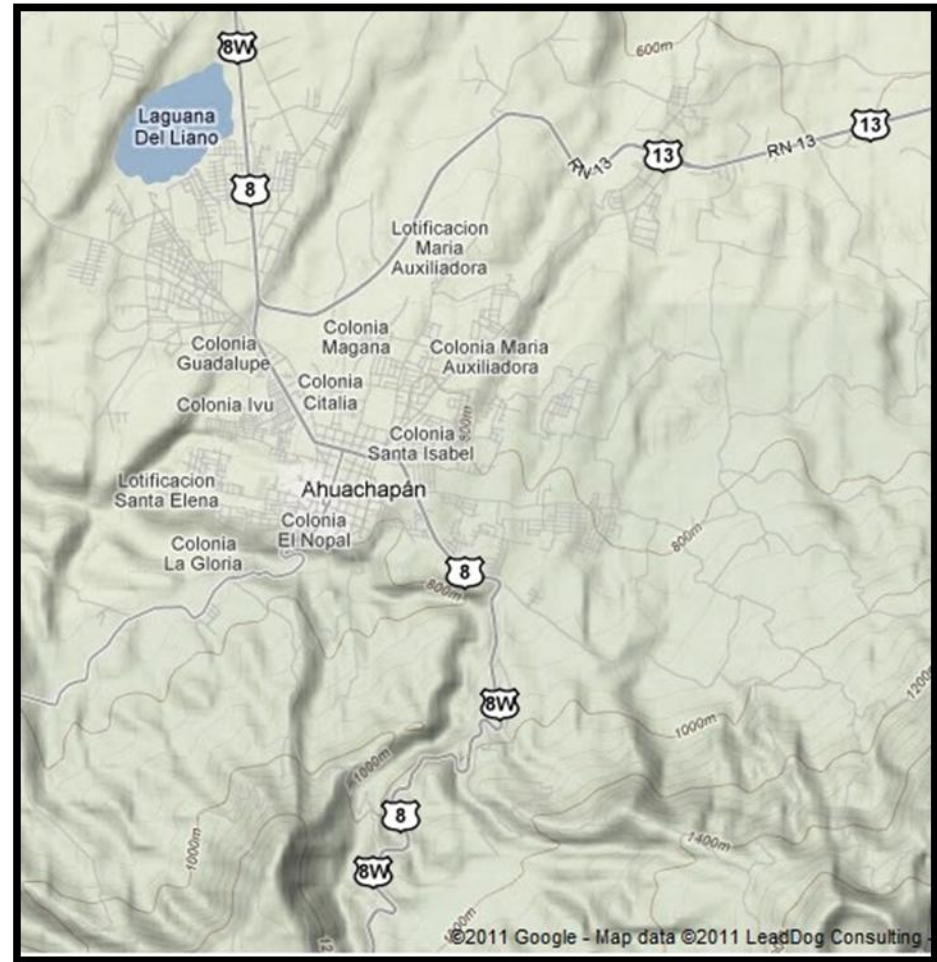 8W
600m
Laguana
Del Liano
13
RN-13
13
RN-13
8
Lotificacion
Maria
Auxiliadora
Colonia
Magana
Colonia
Guadalupe
Colonia Maria
Auxiliadora
Colonia
Citalia
Colonia Ivu
Colonia
Santa Isabel
Lotificacion
Santa Elena
Ahuachapán
Colonia
El Nopal
800m
Colonia
La Gloria
8
800m
1200m
8W
1000m
1000m
8
1400m
1000m
8W
©2011 Google - Map data ©2011 LeadDog Consulting -